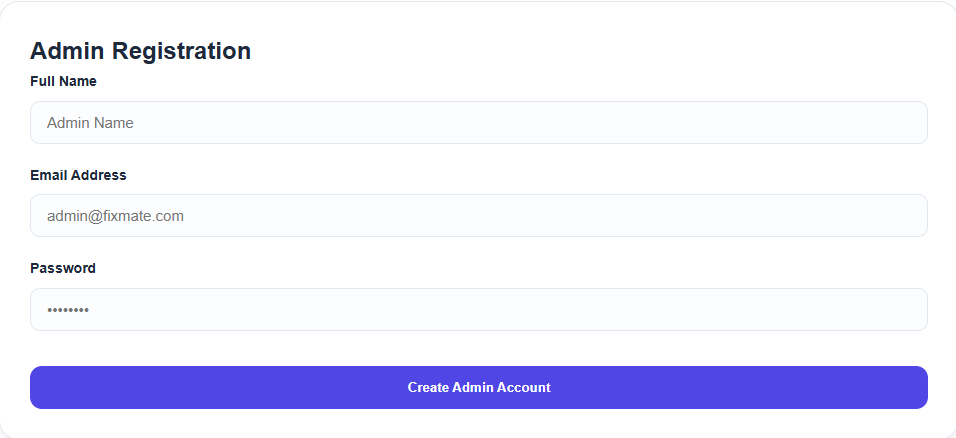 Admin Registration
Full Name
Admin Name
Email Address
admin@fixmate.com
Password
••••••••
Create Admin Account